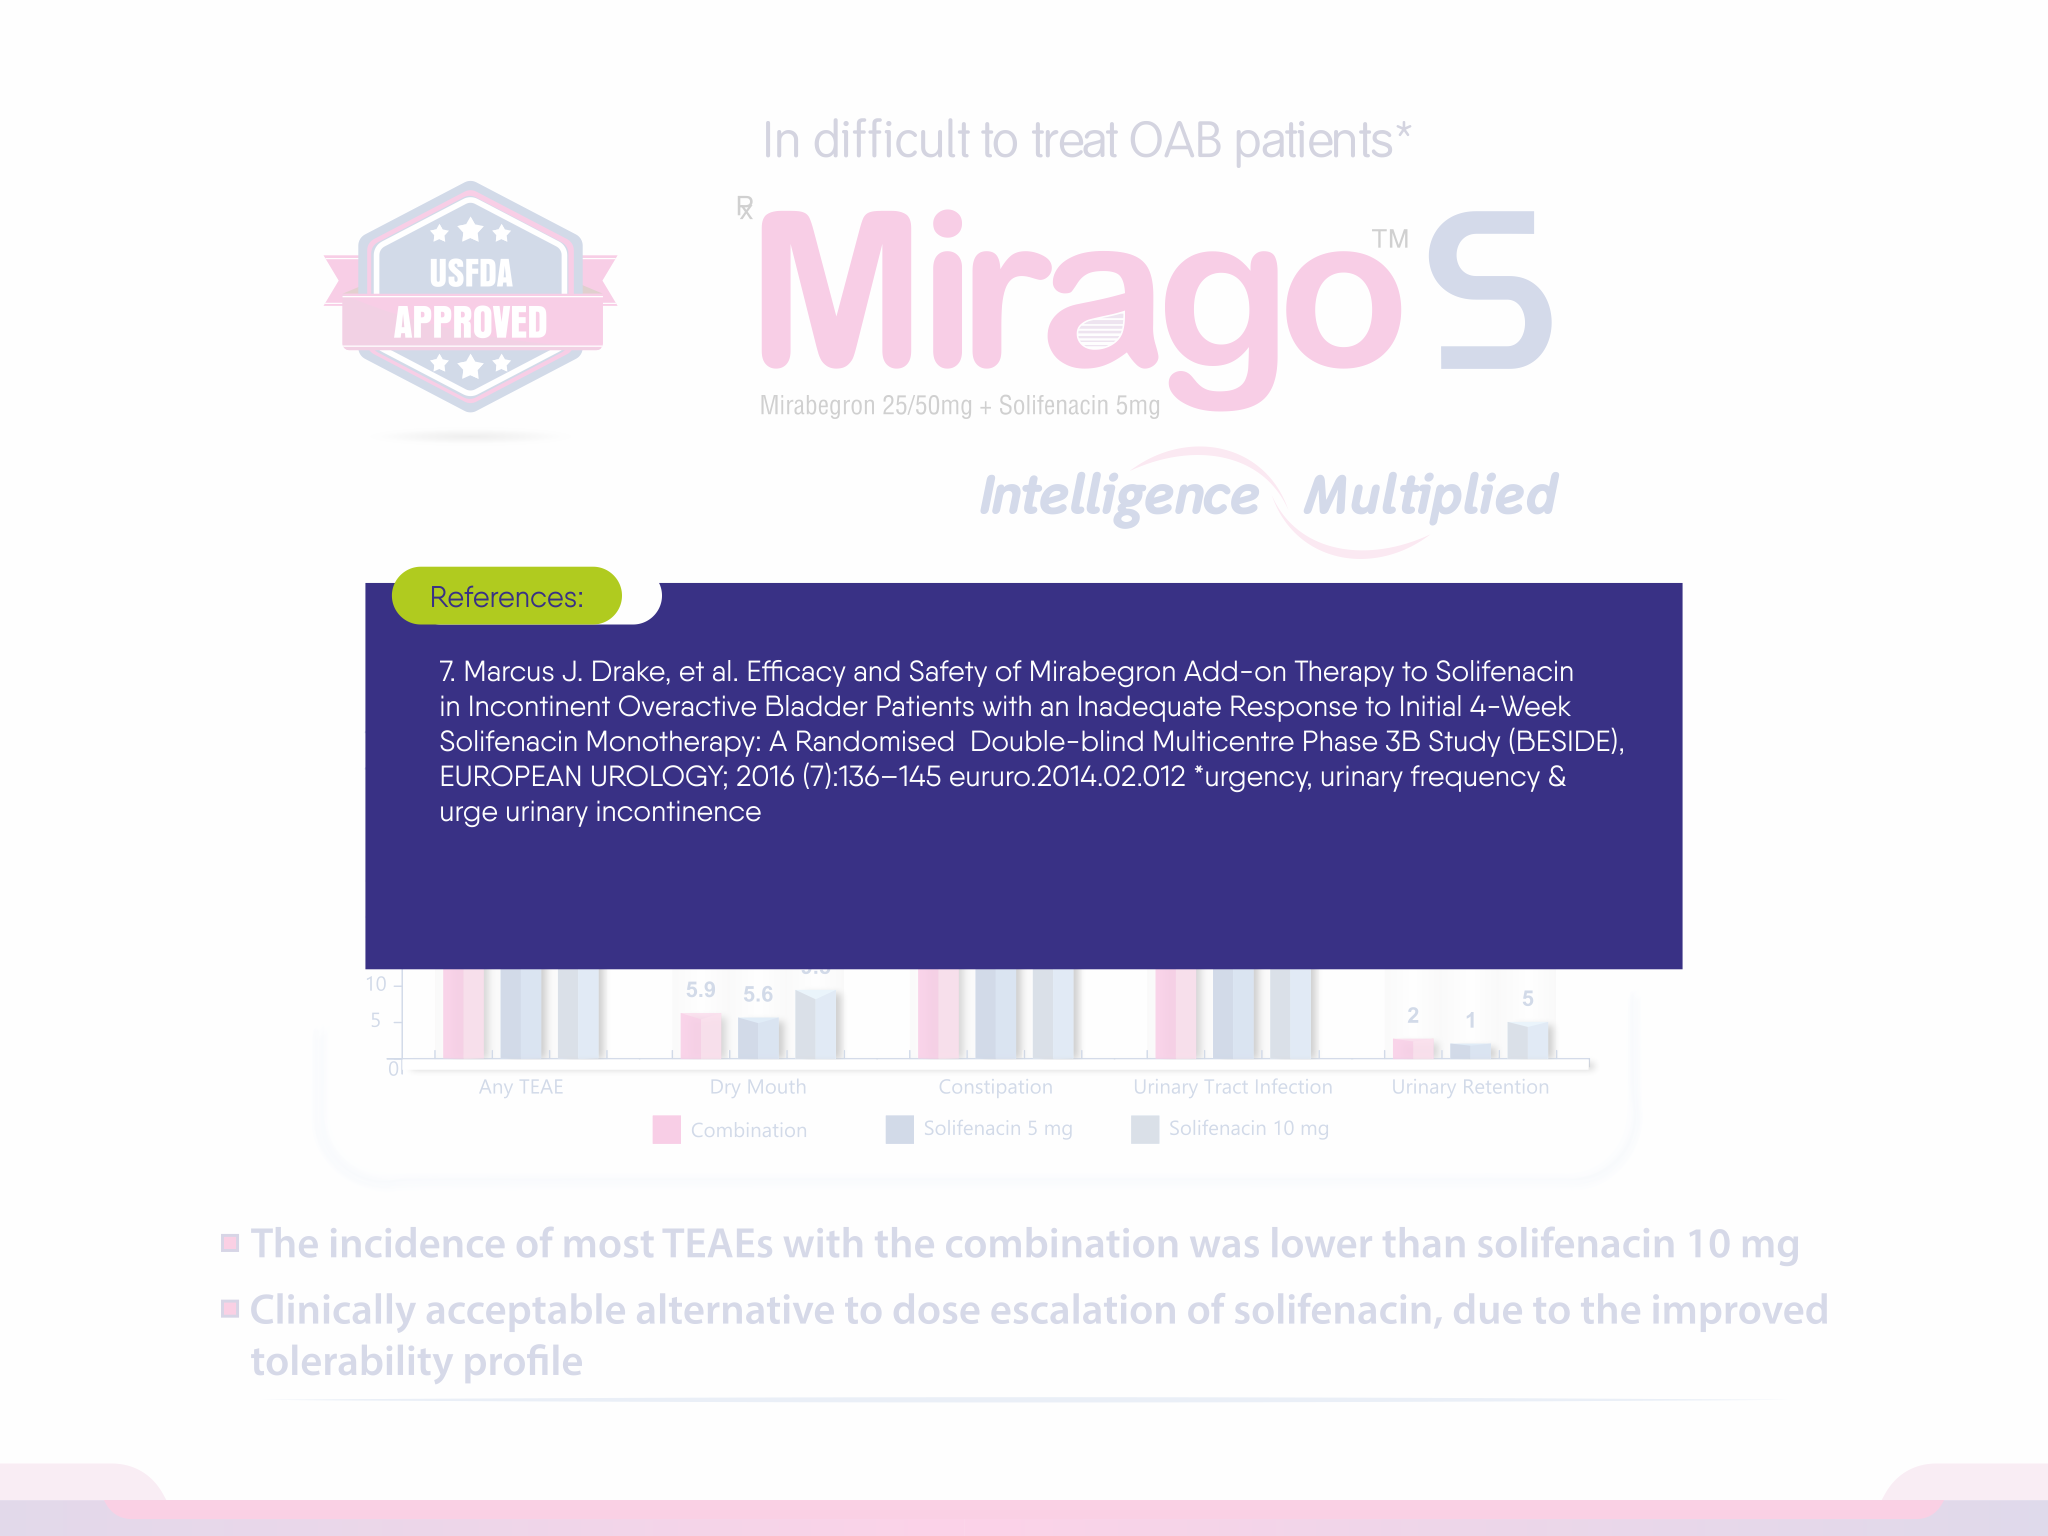 In difficult to treat OAB patients*
USFDA
APPROVED
℞ Mirago™ S
Mirabegron 25/50mg + Solifenacin 5mg
Intelligence Multiplied
References:
7. Marcus J. Drake, et al. Efficacy and Safety of Mirabegron Add-on Therapy to Solifenacin
in Incontinent Overactive Bladder Patients with an Inadequate Response to Initial 4-Week
Solifenacin Monotherapy: A Randomised Double-blind Multicentre Phase 3B Study (BESIDE),
EUROPEAN UROLOGY; 2016 (7):136–145 eururo.2014.02.012 *urgency, urinary frequency &
urge urinary incontinence
10
5
0
5.9
5.6
2
1
5
Any TEAE
Dry Mouth
Constipation
Urinary Tract Infection
Urinary Retention
Combination
Solifenacin 5 mg
Solifenacin 10 mg
The incidence of most TEAEs with the combination was lower than solifenacin 10 mg
Clinically acceptable alternative to dose escalation of solifenacin, due to the improved
tolerability profile